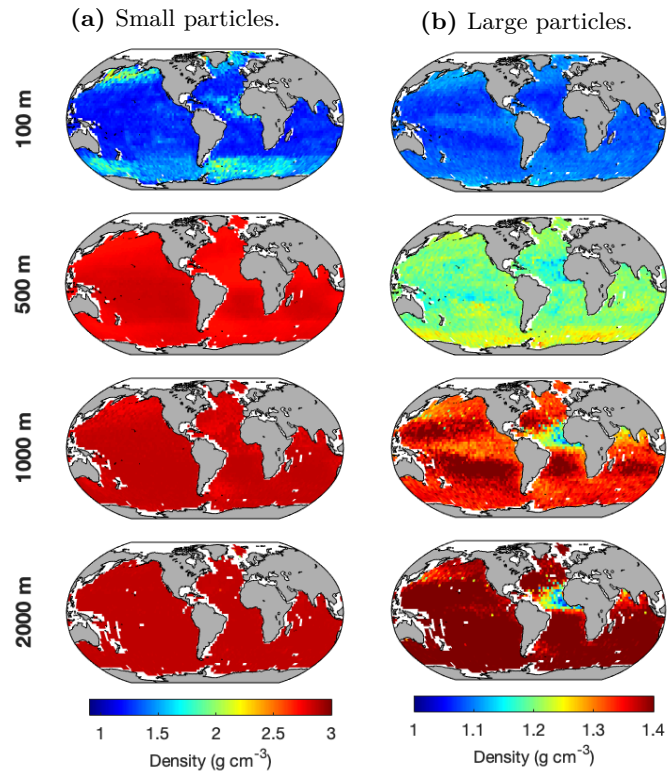 (a) Small particles.
(b) Large particles.
100 m
500 m
1000 m
2000 m
1 1.5 2 2.5 3
Density (g cm⁻³)
1 1.1 1.2 1.3 1.4
Density (g cm⁻³)